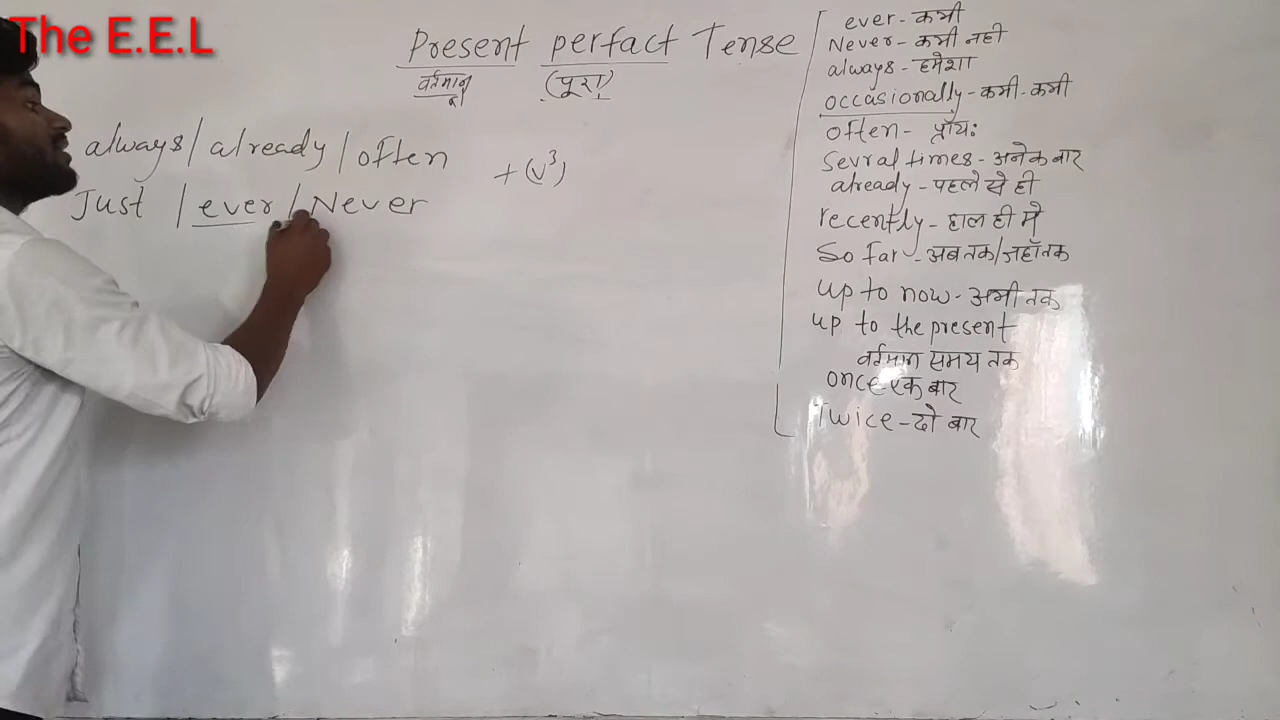 The E.E.L
Present perfact Tense
वर्तमान (पूरा)
का
always/already/often
+(v³)
Just /ever/Never
ever-कभी
Never-कभी नही
always-हमेशा
occasionally-कभी-कभी
often- प्रॉय:
Sevral times-अनेक बार
already-पहले से ही
recently-हाल ही मे
So far-अब तक/जहॉ तक
up to now-अभी तक
up to the present
वर्तमान समय तक
once-एक बार
Twice-दो बार